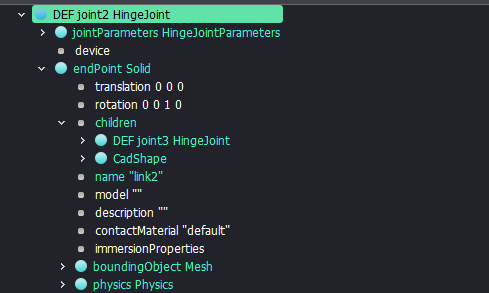 DEF joint2 HingeJoint
jointParameters HingeJointParameters
device
endPoint Solid
translation 0 0 0
rotation 0 0 1 0
children
DEF joint3 HingeJoint
CadShape
name "link2"
model ""
description ""
contactMaterial "default"
immersionProperties
boundingObject Mesh
physics Physics